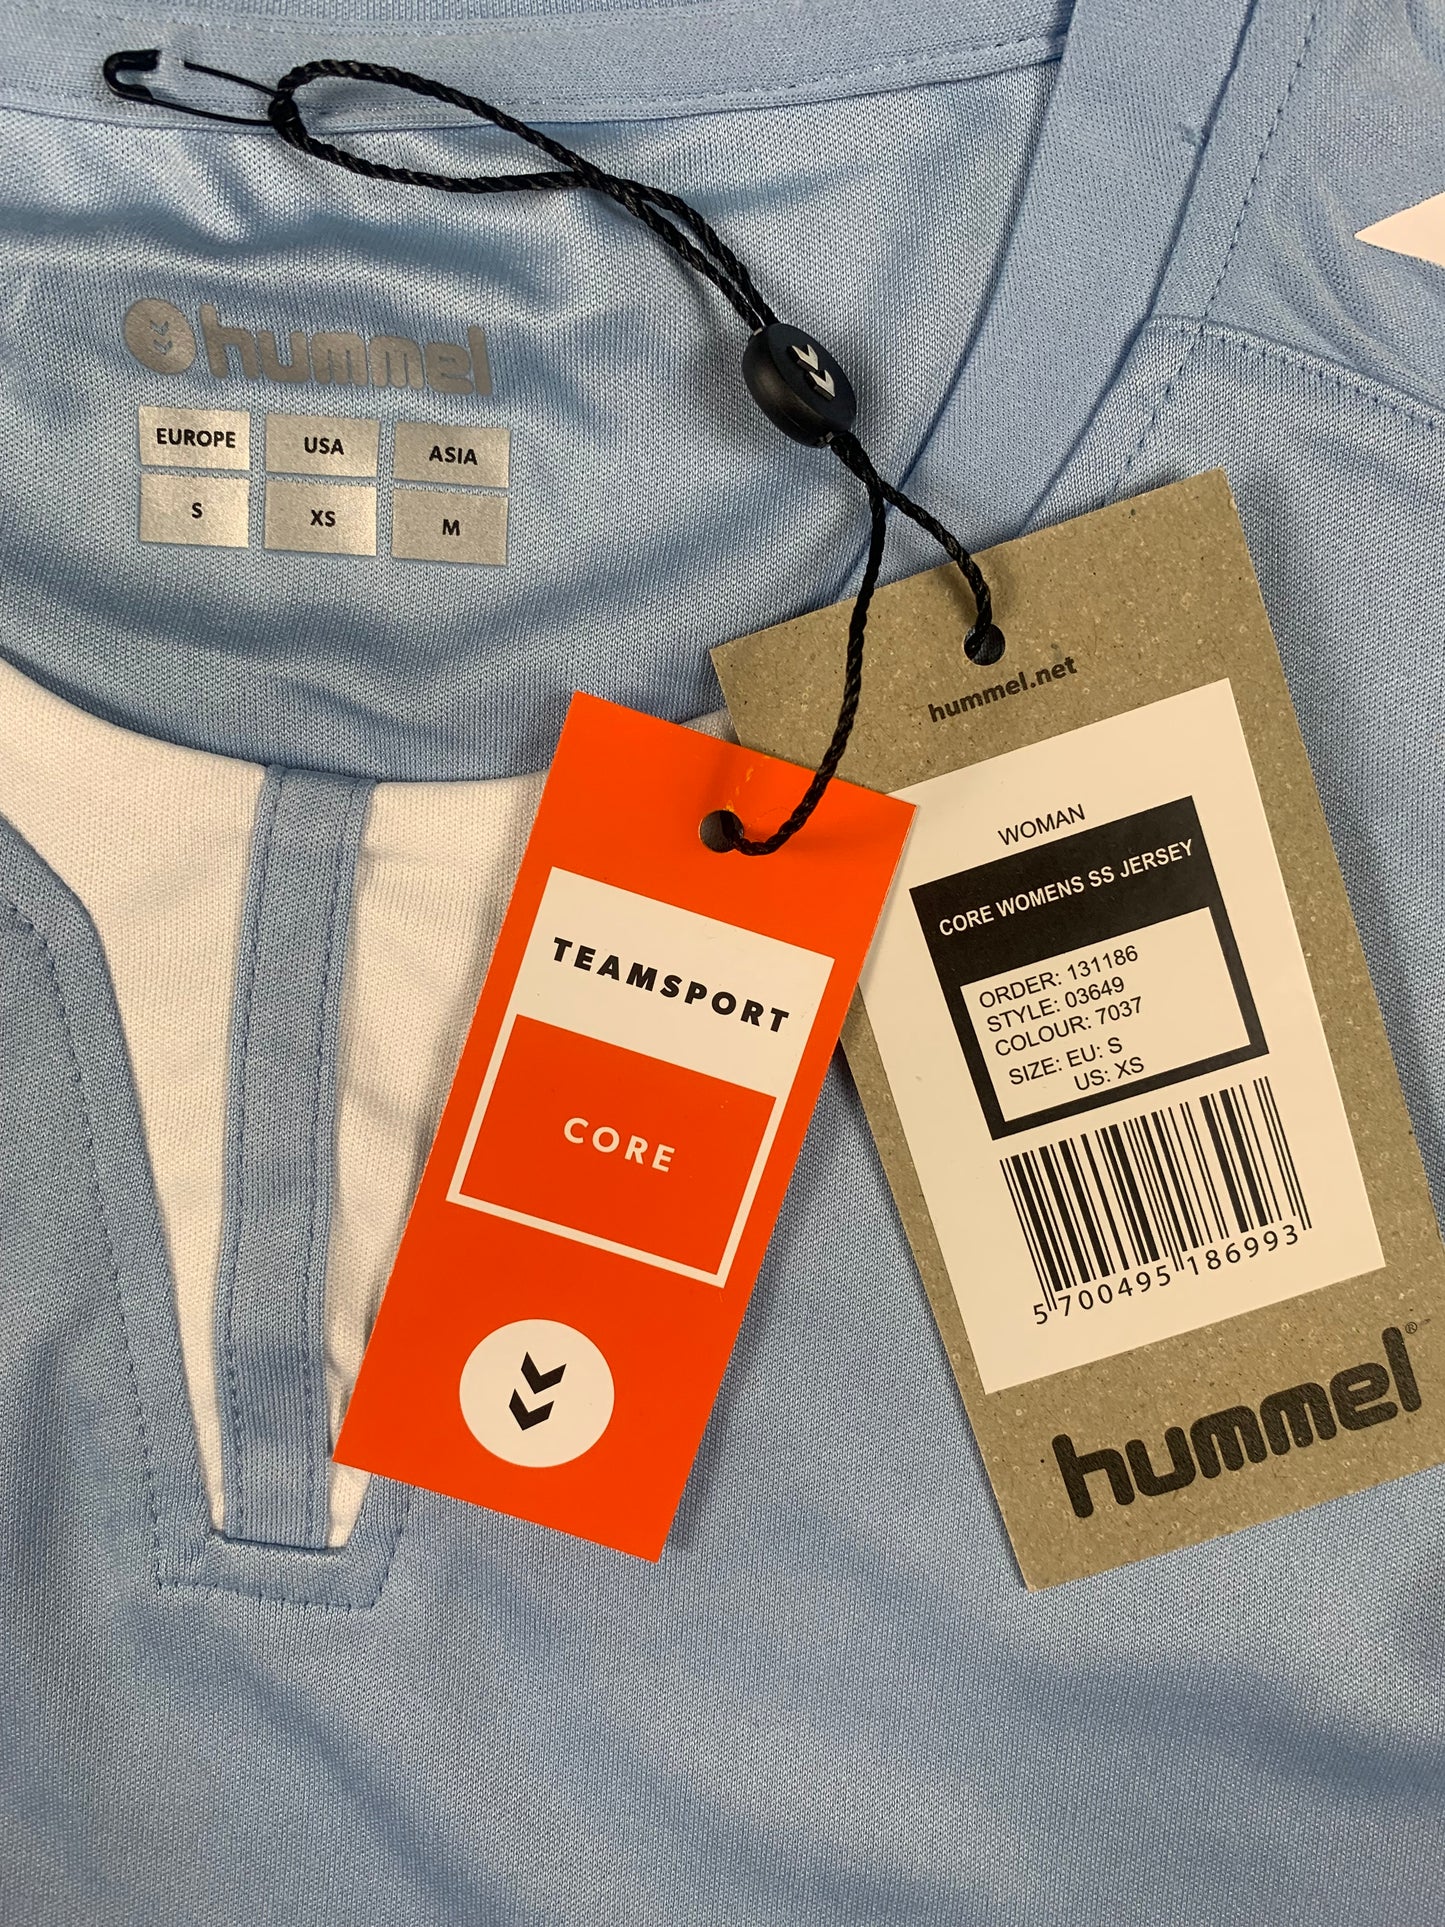 hummel
EUROPE USA ASIA
S XS M
hummel.net
WOMAN
CORE WOMENS SS JERSEY
ORDER: 131186
STYLE: 03649
COLOUR: 7037
SIZE: EU: S
US: XS
5 700495 186993
hummel®
TEAMSPORT
CORE